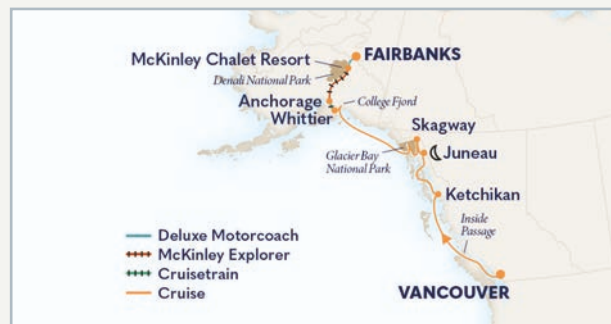 FAIRBANKS
McKinley Chalet Resort
Denali National Park
Anchorage
College Fjord
Whittier
Skagway
Glacier Bay
National Park
Juneau
Ketchikan
Inside
Passage
VANCOUVER
Deluxe Motorcoach
McKinley Explorer
Cruisetrain
Cruise